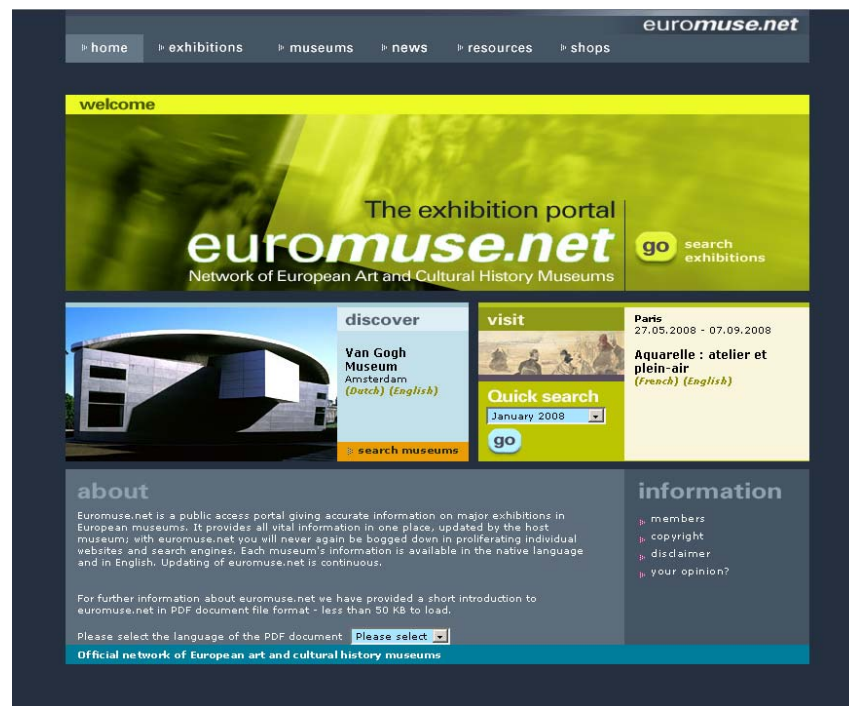 euromuse.net
home exhibitions museums news resources shops
welcome
The exhibition portal
euromuse.net
Network of European Art and Cultural History Museums
go search
exhibitions
discover
Van Gogh
Museum
Amsterdam
(Dutch) (English)
search museums
visit
Quick search
January 2008
go
Paris
27.05.2008 - 07.09.2008
Aquarelle : atelier et
plein-air
(French) (English)
about
Euromuse.net is a public access portal giving accurate information on major exhibitions in
European museums. It provides all vital information in one place, updated by the host
museum; with euromuse.net you will never again be bogged down in proliferating individual
websites and search engines. Each museum's information is available in the native language
and in English. Updating of euromuse.net is continuous.
For further information about euromuse.net we have provided a short introduction to
euromuse.net in PDF document file format - less than 50 KB to load.
Please select the language of the PDF document Please select
information
members
copyright
disclaimer
your opinion?
Official network of European art and cultural history museums